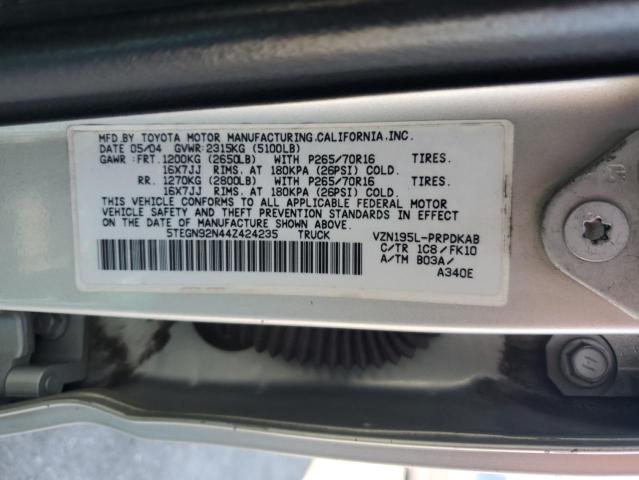 MFD.BY TOYOTA MOTOR MANUFACTURING.CALIFORNIA.INC.
DATE 05/04 GVWR:2315KG (5100LB)
GAWR: FRT. 1200KG (2650LB) WITH P265/70R16 TIRES.
16X7JJ RIMS. AT 180KPA (26PSI) COLD.
RR. 1270KG (2800LB) WITH P265/70R16 TIRES.
16X7JJ RIMS. AT 180KPA (26PSI) COLD.
THIS VEHICLE CONFORMS TO ALL APPLICABLE FEDERAL MOTOR
VEHICLE SAFETY AND THEFT PREVENTION STANDARDS IN EFFECT
ON THE DATE OF MANUFACTURE SHOWN ABOVE.
5TEGN92N44Z424235 TRUCK VZN195L-PRPDKAB
C/TR 1C8/FK10
A/TM B03A/
A340E